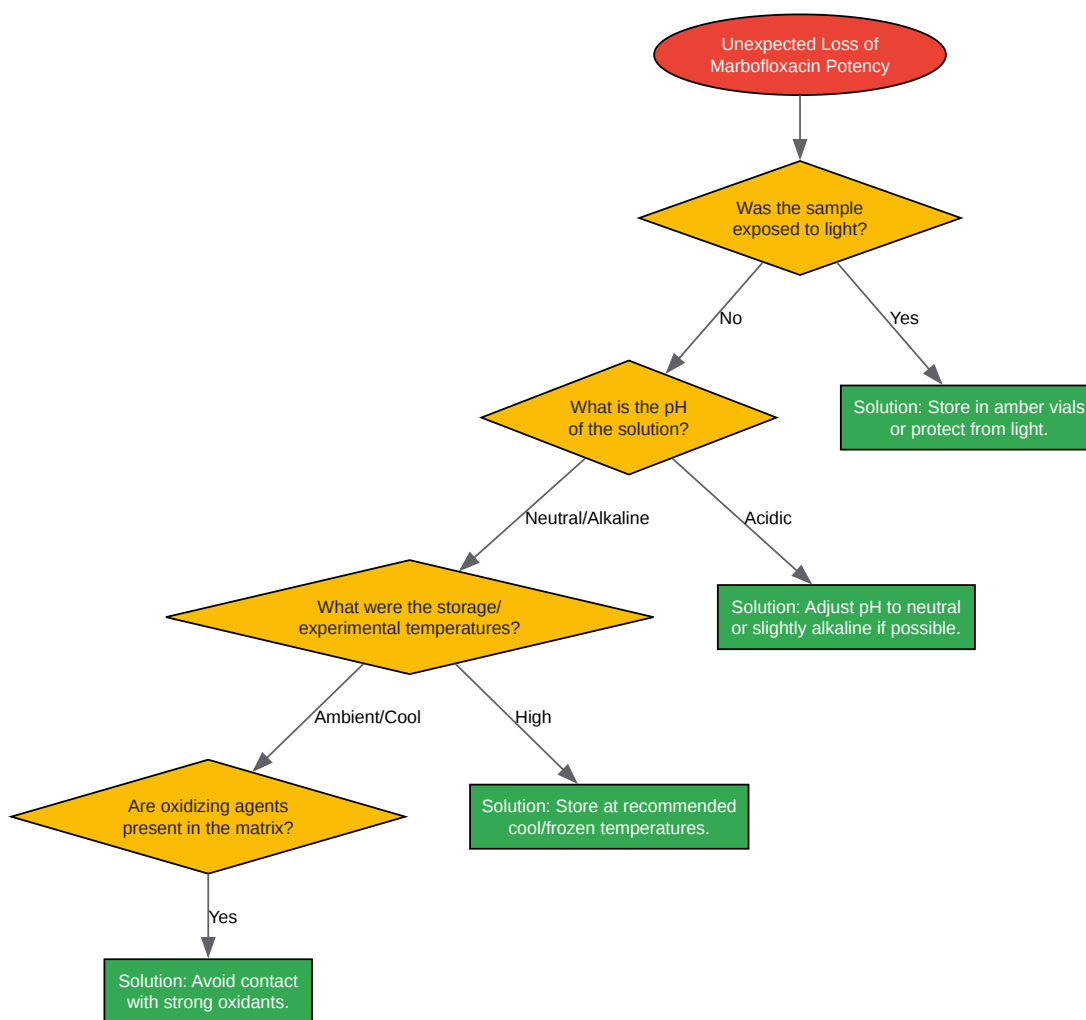 Unexpected Loss of
Marbofloxacin Potency
Was the sample
exposed to light?
No
Yes
What is the pH
of the solution?
Solution: Store in amber vials
or protect from light.
Neutral/Alkaline
Acidic
What were the storage/
experimental temperatures?
Solution: Adjust pH to neutral
or slightly alkaline if possible.
Ambient/Cool
High
Are oxidizing agents
present in the matrix?
Solution: Store at recommended
cool/frozen temperatures.
Yes
Solution: Avoid contact
with strong oxidants.